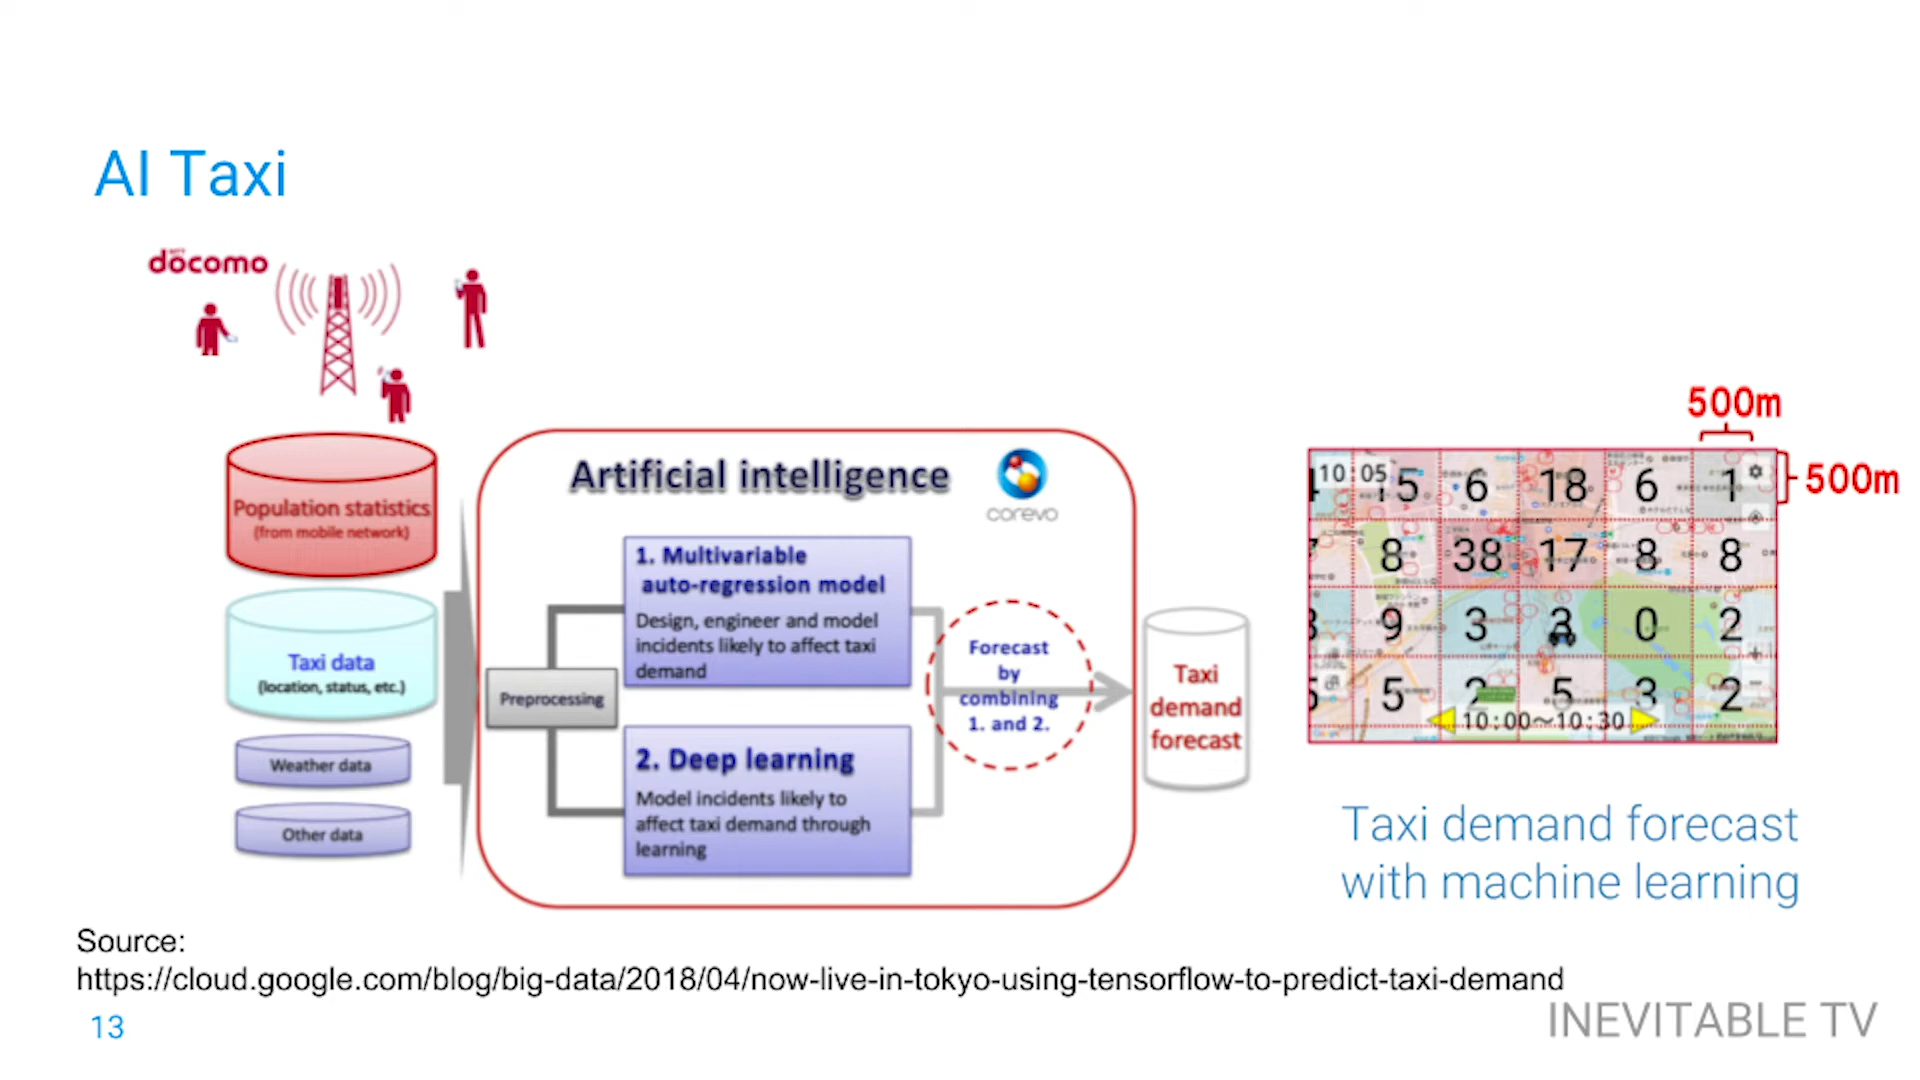 AI Taxi
döcomo
Population statistics
(from mobile network)
Taxi data
(location, status, etc.)
Weather data
Other data
Artificial intelligence
corevo
Preprocessing
1. Multivariable
auto-regression model
Design, engineer and model
incidents likely to affect taxi
demand
2. Deep learning
Model incidents likely to
affect taxi demand through
learning
Forecast
by
combining
1. and 2.
Taxi
demand
forecast
500m
500m
10:05 15 6 18 6 1
8 38 17 8 8
9 3 3 0 2
5 2 5 3 2
10:00~10:30
Taxi demand forecast
with machine learning
Source:
https://cloud.google.com/blog/big-data/2018/04/now-live-in-tokyo-using-tensorflow-to-predict-taxi-demand
13
INEVITABLE TV